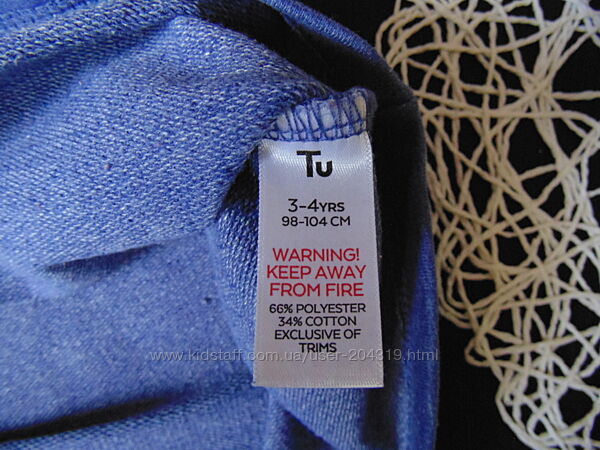 Tu
3-4YRS
98-104 CM
WARNING!
KEEP AWAY
FROM FIRE
66% POLYESTER
34% COTTON
EXCLUSIVE OF
TRIMS
www.kidstaff.com.ua/user-204319.html